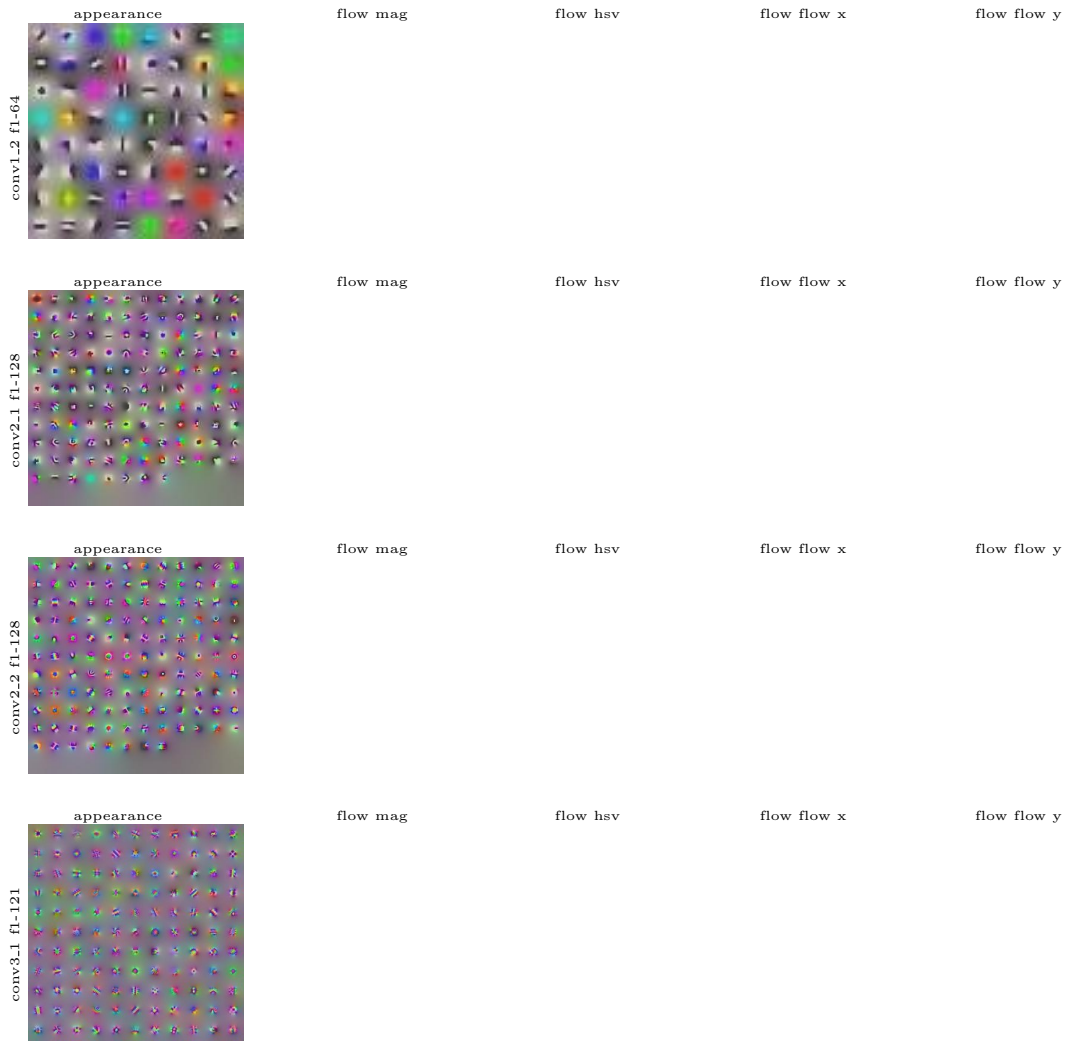 appearance flow mag flow hsv flow flow x flow flow y
conv1_2 f1-64
appearance flow mag flow hsv flow flow x flow flow y
conv2_1 f1-128
appearance flow mag flow hsv flow flow x flow flow y
conv2_2 f1-128
appearance flow mag flow hsv flow flow x flow flow y
conv3_1 f1-121